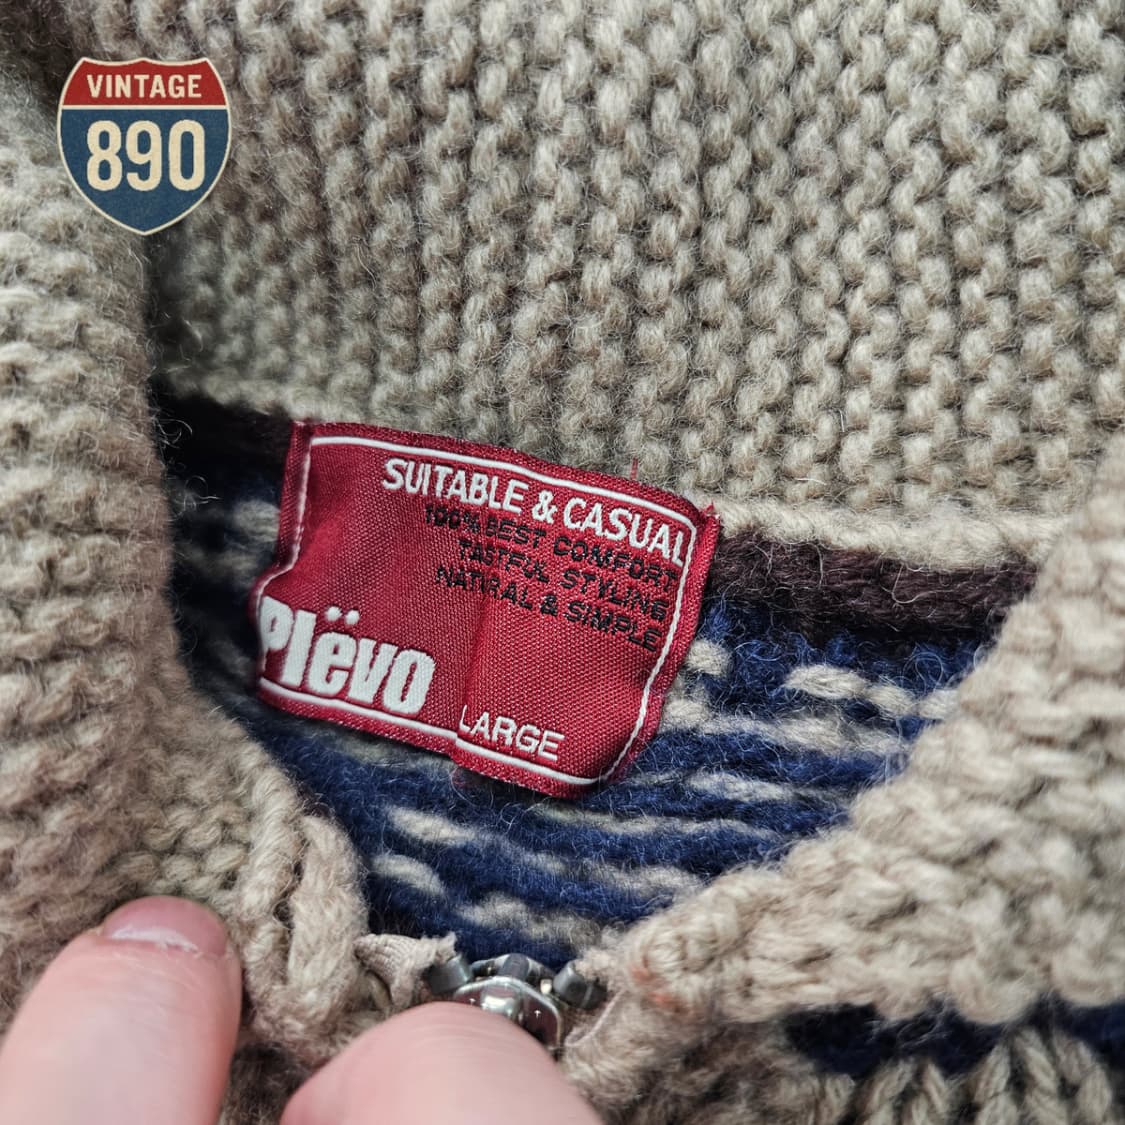 VINTAGE
890
SUITABLE & CASUAL
100% BEST COMFORT
TASTFUL STYLING
NATURAL & SIMPLE
Plëvo
LARGE